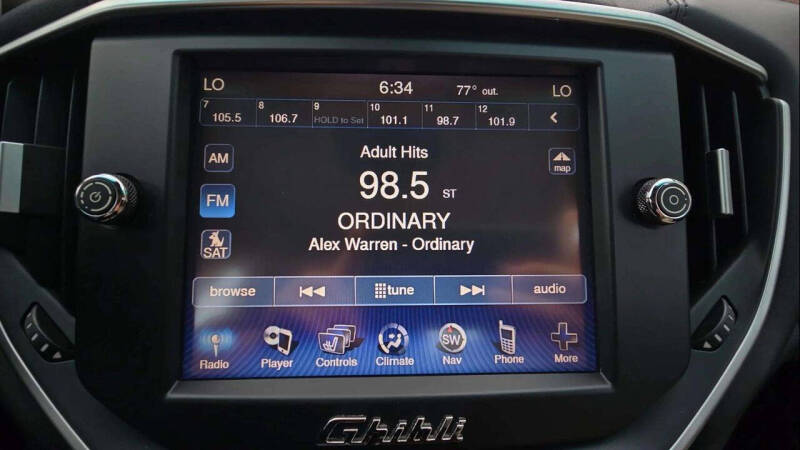 LO 6:34 77° out. LO
7 8 9 10 11 12
105.5 106.7 HOLD to Set 101.1 98.7 101.9 <
AM Adult Hits map
FM 98.5 ST
ORDINARY
SAT Alex Warren - Ordinary
browse tune audio
SW
Radio Player Controls Climate Nav Phone More
Ghibli